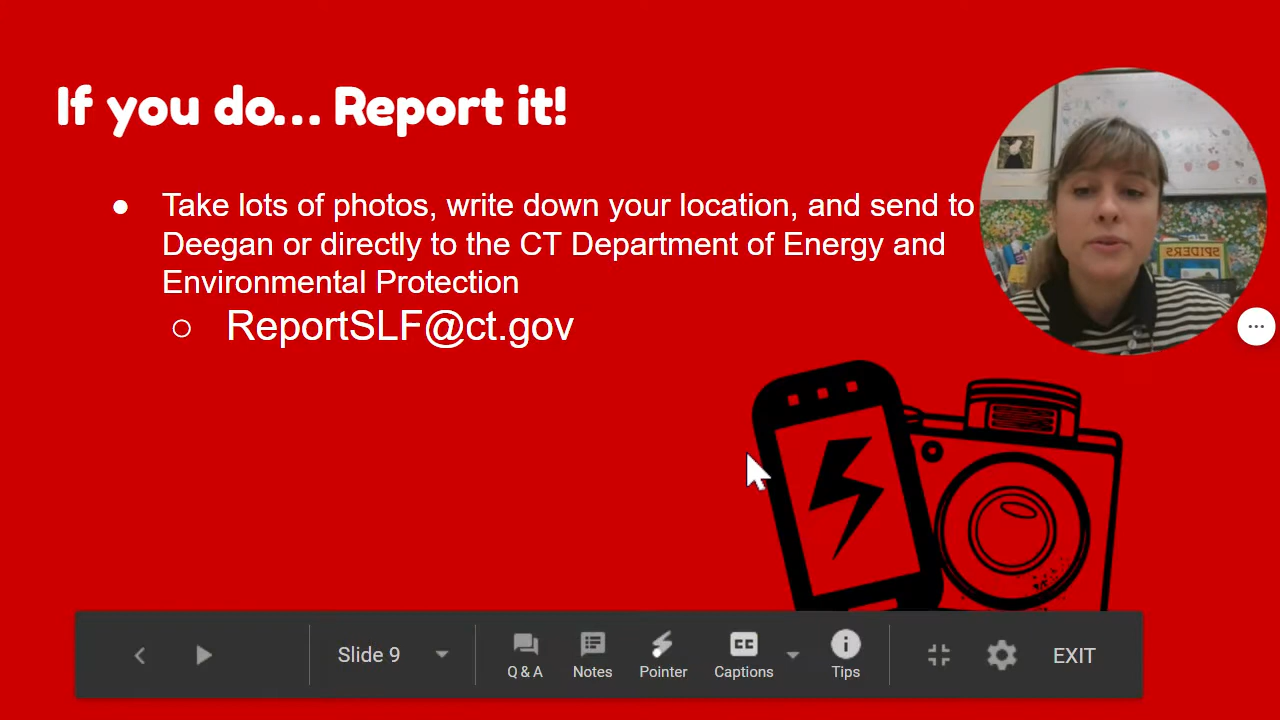 If you do... Report it!
● Take lots of photos, write down your location, and send to
Deegan or directly to the CT Department of Energy and
Environmental Protection
○ ReportSLF@ct.gov
SPIDERS
Slide 9
Q & A
Notes
Pointer
CC
Captions
Tips
EXIT